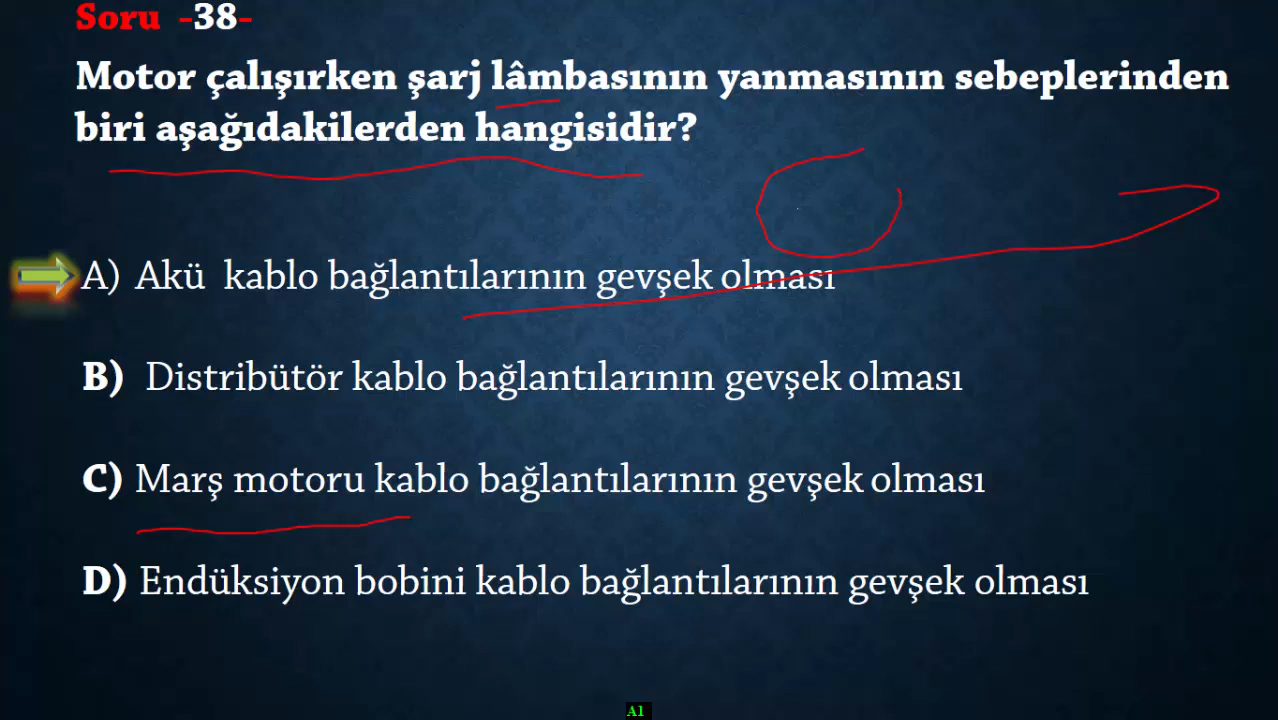 Soru -38-
Motor çalışırken şarj lâmbasının yanmasının sebeplerinden
biri aşağıdakilerden hangisidir?
A) Akü kablo bağlantılarının gevşek olması
B) Distribütör kablo bağlantılarının gevşek olması
C) Marş motoru kablo bağlantılarının gevşek olması
D) Endüksiyon bobini kablo bağlantılarının gevşek olması
A1